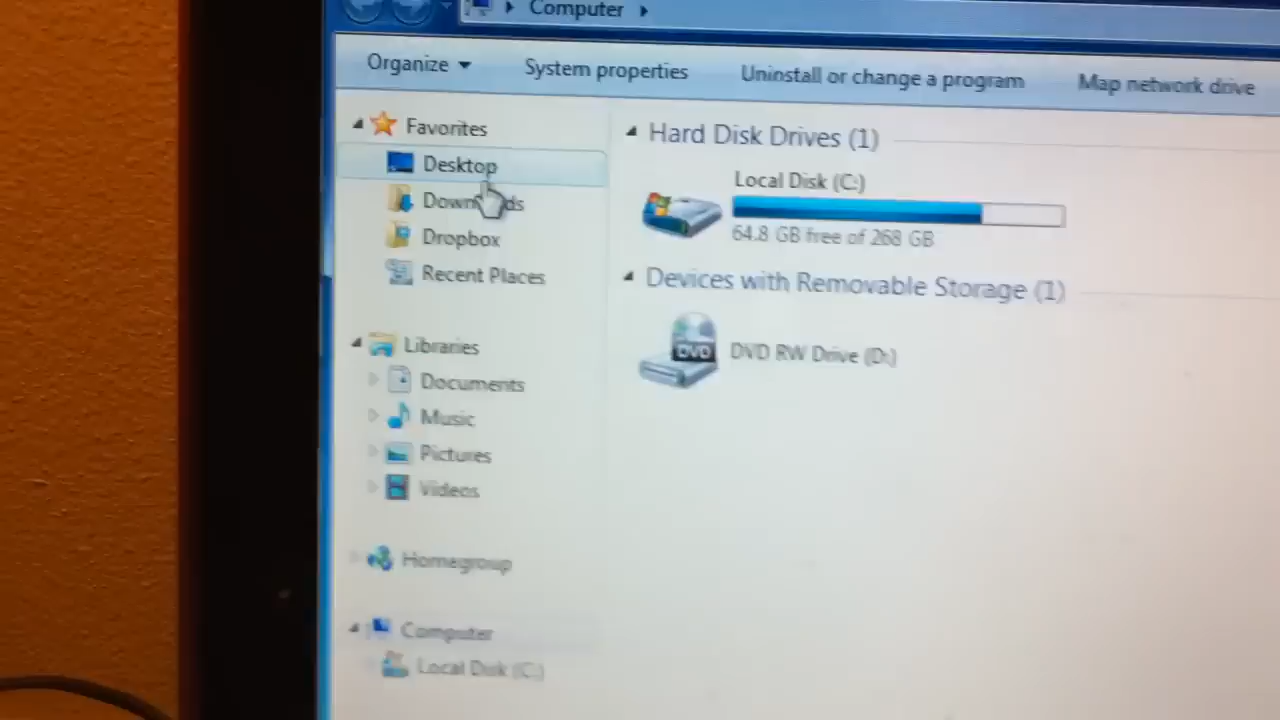 Computer
Organize
System properties
Uninstall or change a program
Map network drive
Favorites
Desktop
Downloads
Dropbox
Recent Places
Libraries
Documents
Music
Pictures
Videos
Homegroup
Computer
Local Disk (C:)
Hard Disk Drives (1)
Local Disk (C:)
64.8 GB free of 268 GB
Devices with Removable Storage (1)
DVD
DVD RW Drive (D:)